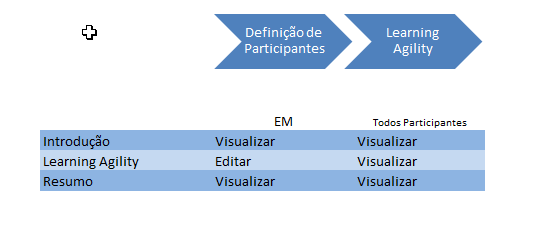 Definição de
Participantes
Learning
Agility
EM Todos Participantes
Introdução Visualizar Visualizar
Learning Agility Editar Visualizar
Resumo Visualizar Visualizar